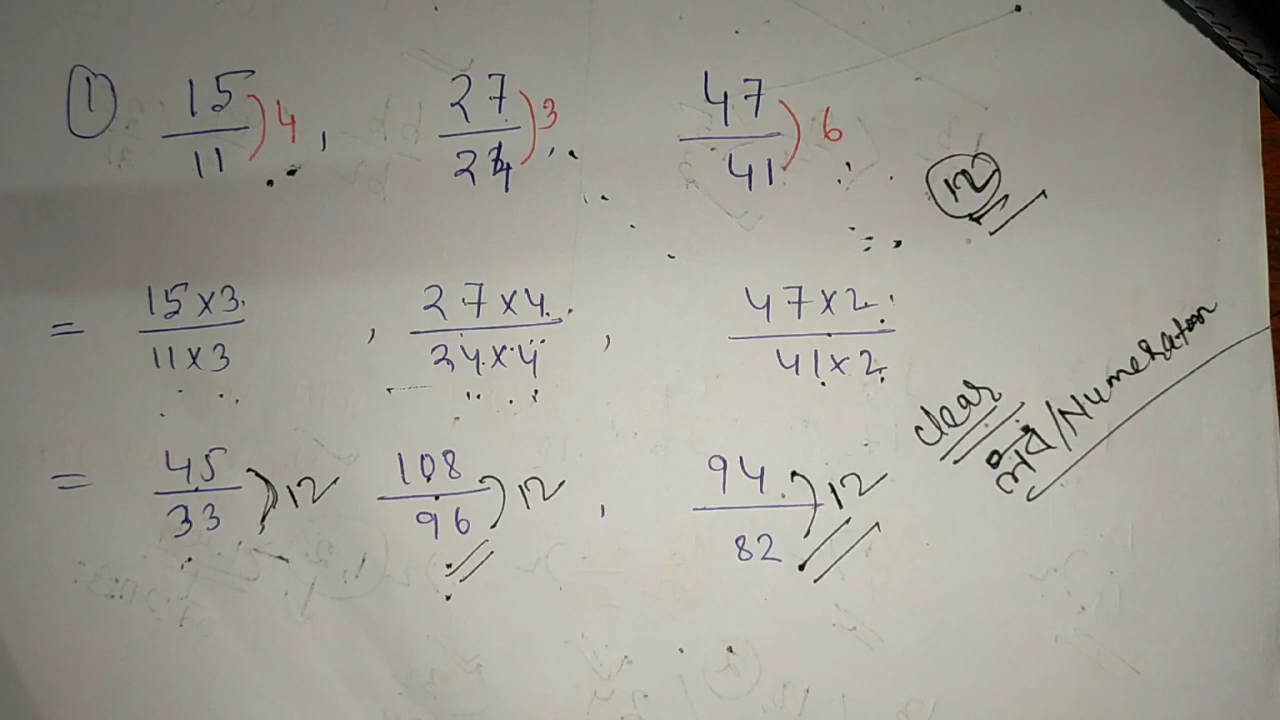 ① 15/11 ) 4 , 27/24 ) 3 , 47/41 ) 6
12
= 15×3/11×3 , 27×4/24×4 , 47×2/41×2
clear
अंश/Numerator
= 45/33 ) 12 108/96 ) 12 , 94/82 ) 12